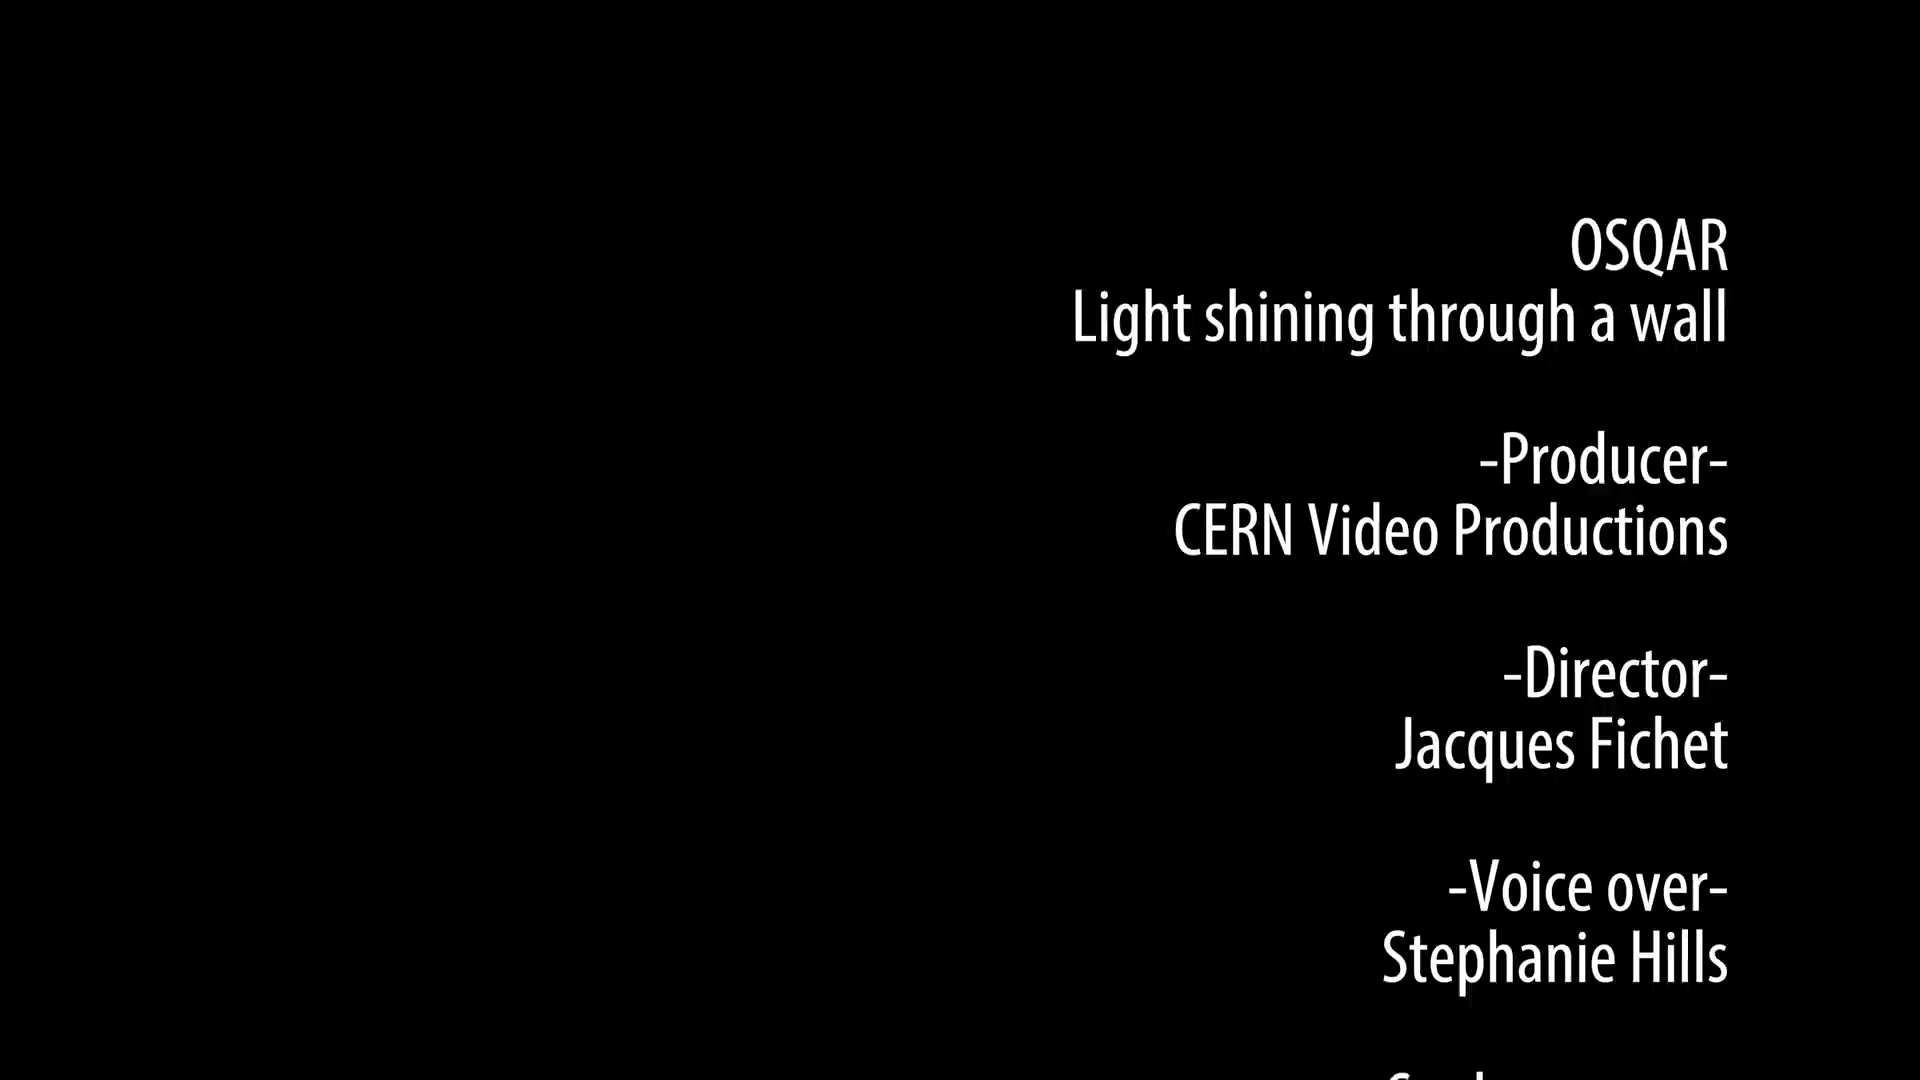 OSQAR
Light shining through a wall
-Producer-
CERN Video Productions
-Director-
Jacques Fichet
-Voice over-
Stephanie Hills